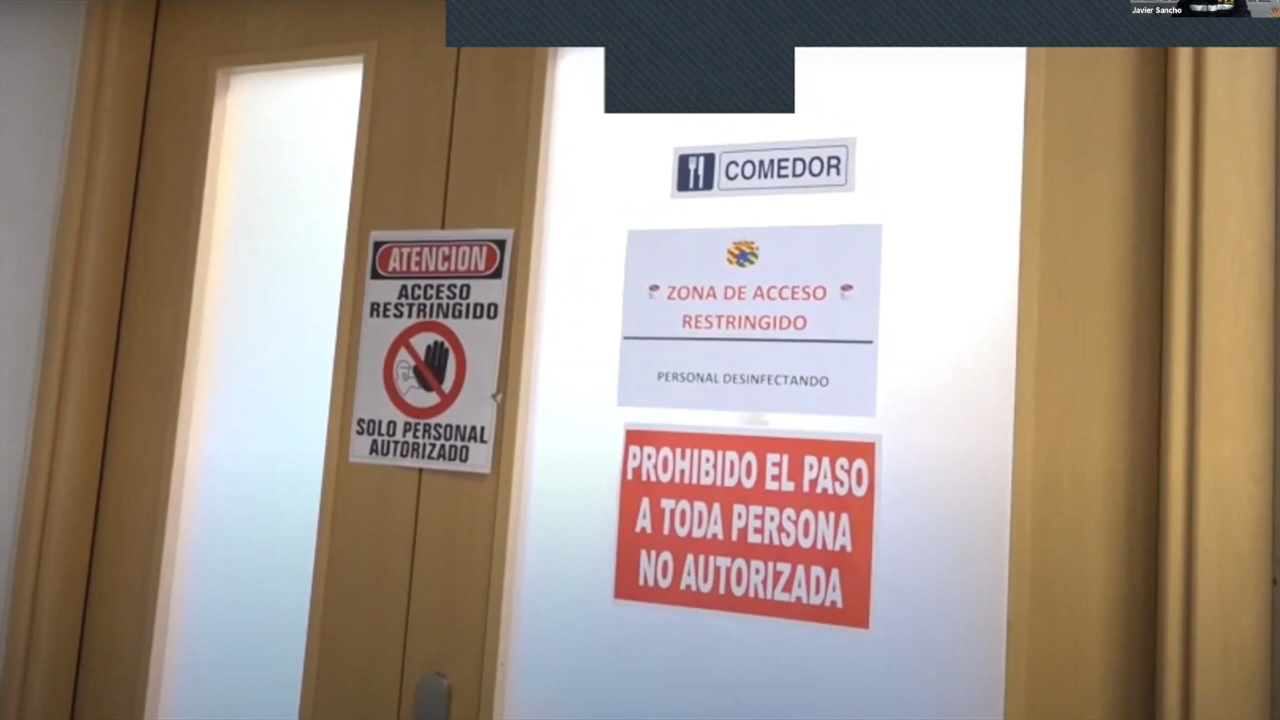 Javier Sancho
COMEDOR
ATENCION
ACCESO
RESTRINGIDO
SOLO PERSONAL
AUTORIZADO
ZONA DE ACCESO
RESTRINGIDO
PERSONAL DESINFECTANDO
PROHIBIDO EL PASO
A TODA PERSONA
NO AUTORIZADA